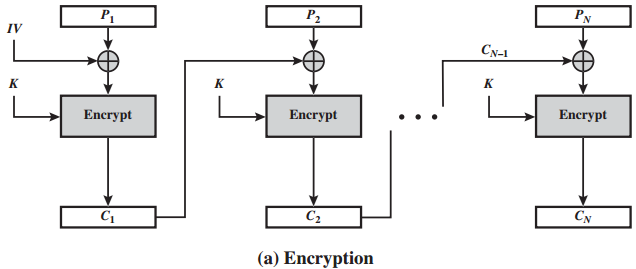 P1 P2 PN
IV
CN–1
K K K
Encrypt Encrypt Encrypt
C1 C2 CN
(a) Encryption